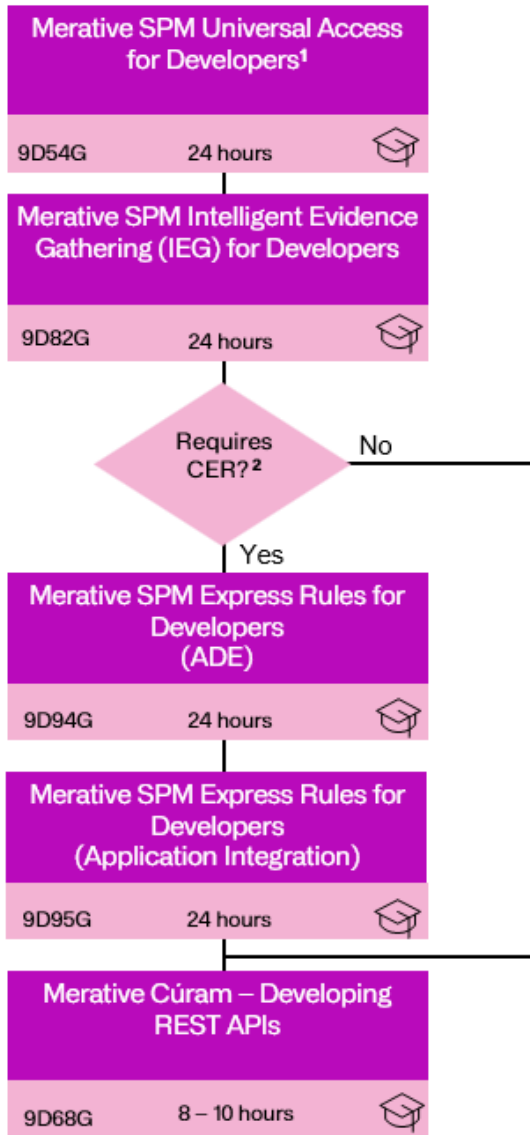 Merative SPM Universal Access
for Developers¹
9D54G 24 hours
Merative SPM Intelligent Evidence
Gathering (IEG) for Developers
9D82G 24 hours
Requires
CER?²
No
Yes
Merative SPM Express Rules for
Developers
(ADE)
9D94G 24 hours
Merative SPM Express Rules for
Developers
(Application Integration)
9D95G 24 hours
Merative Cúram – Developing
REST APIs
9D68G 8 – 10 hours